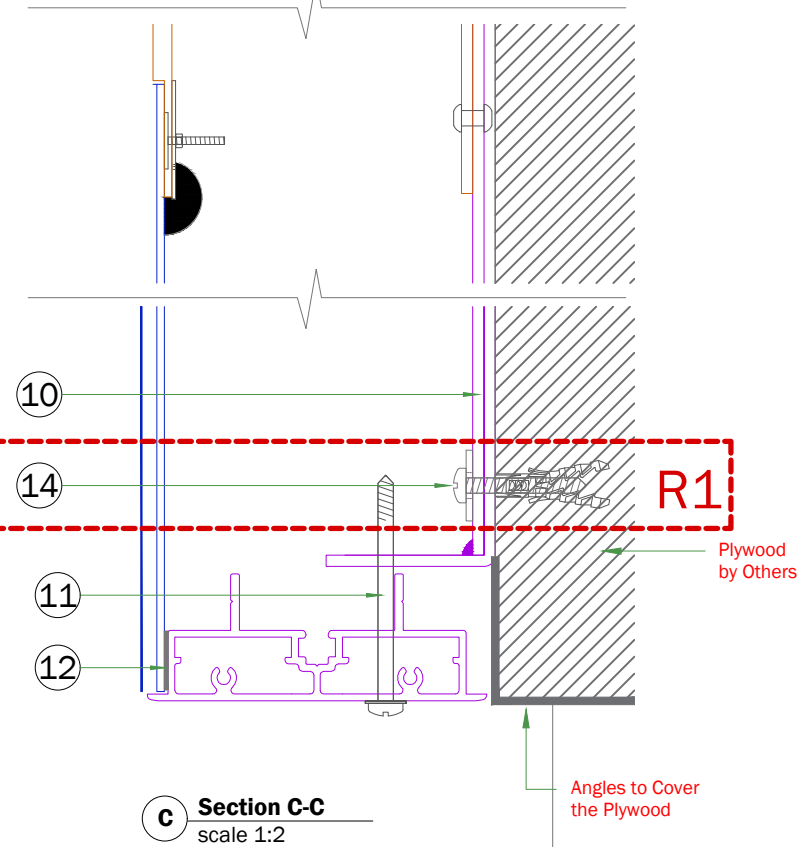 10
14
R1
Plywood
by Others
11
12
Angles to Cover
the Plywood
C
Section C-C
scale 1:2